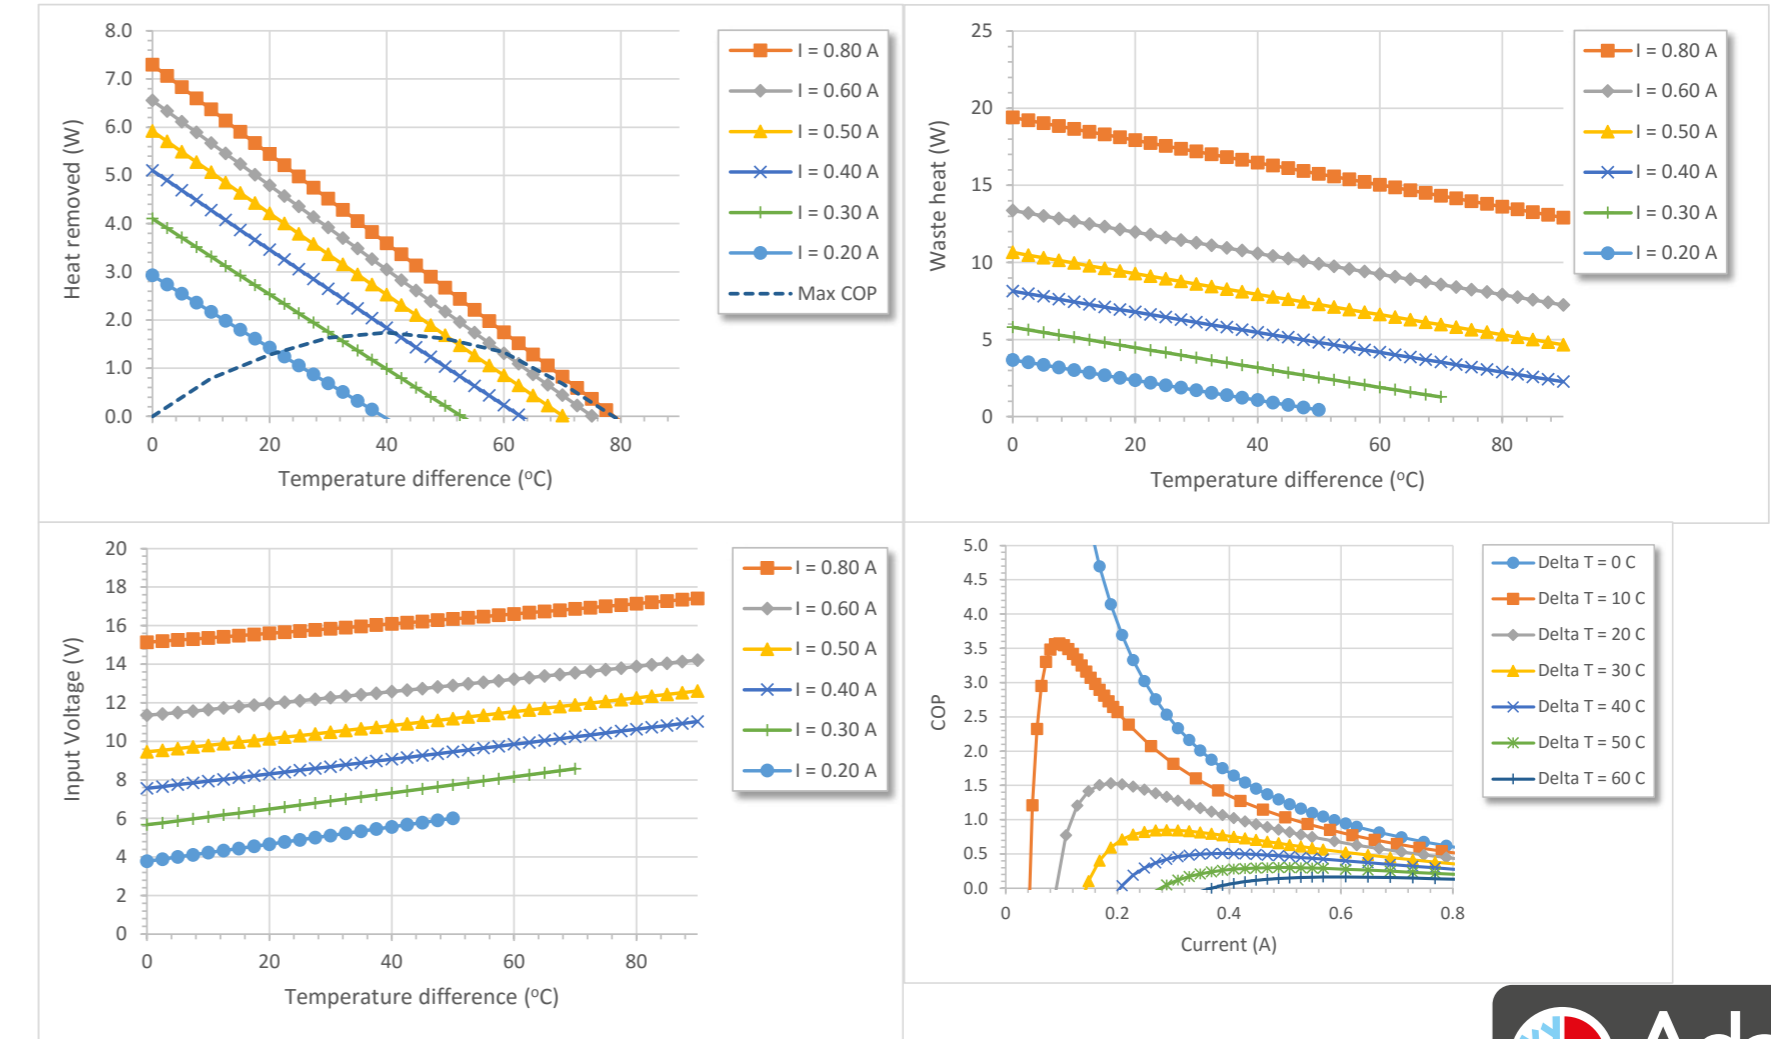 8.0
7.0
6.0
5.0
4.0
3.0
2.0
1.0
0.0
0 20 40 60 80
Heat removed (W)
Temperature difference (°C)
I = 0.80 A
I = 0.60 A
I = 0.50 A
I = 0.40 A
I = 0.30 A
I = 0.20 A
Max COP
25
20
15
10
5
0
0 20 40 60 80
Waste heat (W)
Temperature difference (°C)
I = 0.80 A
I = 0.60 A
I = 0.50 A
I = 0.40 A
I = 0.30 A
I = 0.20 A
20
18
16
14
12
10
8
6
4
2
0
0 20 40 60 80
Input Voltage (V)
Temperature difference (°C)
I = 0.80 A
I = 0.60 A
I = 0.50 A
I = 0.40 A
I = 0.30 A
I = 0.20 A
5.0
4.5
4.0
3.5
3.0
2.5
2.0
1.5
1.0
0.5
0.0
0 0.2 0.4 0.6 0.8
COP
Current (A)
Delta T = 0 C
Delta T = 10 C
Delta T = 20 C
Delta T = 30 C
Delta T = 40 C
Delta T = 50 C
Delta T = 60 C